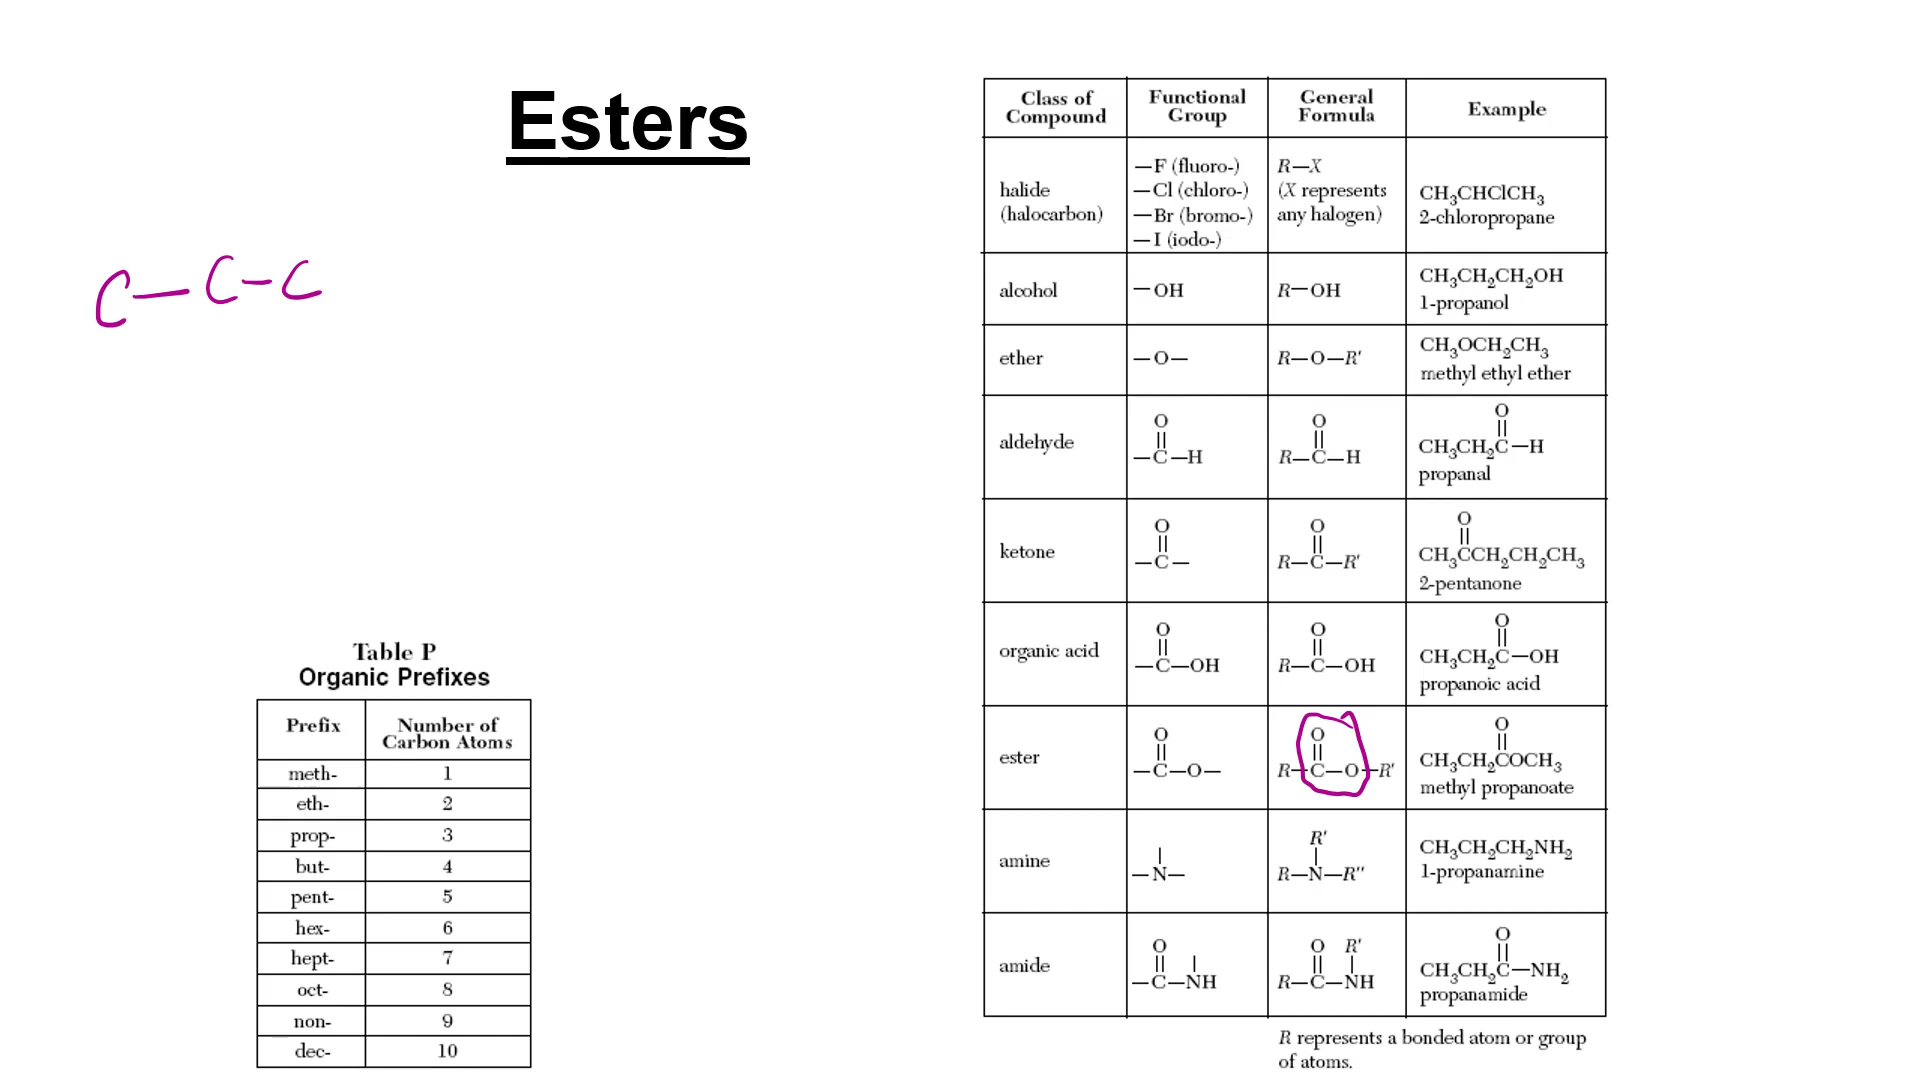 Esters
C—C—C
Table P
Organic Prefixes
Prefix | Number of Carbon Atoms
meth- | 1
eth- | 2
prop- | 3
but- | 4
pent- | 5
hex- | 6
hept- | 7
oct- | 8
non- | 9
dec- | 10
Class of Compound | Functional Group | General Formula | Example
halide (halocarbon) | —F (fluoro-) —Cl (chloro-) —Br (bromo-) —I (iodo-) | R—X (X represents any halogen) | CH₃CHClCH₃ 2-chloropropane
alcohol | —OH | R—OH | CH₃CH₂CH₂OH 1-propanol
ether | —O— | R—O—R′ | CH₃OCH₂CH₃ methyl ethyl ether
aldehyde | O || —C—H | O || R—C—H | O || CH₃CH₂C—H propanal
ketone | O || —C— | O || R—C—R′ | O || CH₃CCH₂CH₂CH₃ 2-pentanone
organic acid | O || —C—OH | O || R—C—OH | O || CH₃CH₂C—OH propanoic acid
ester | O || —C—O— | O || R—C—O—R′ | O || CH₃CH₂COCH₃ methyl propanoate
amine | | —N— | R′ | R—N—R″ | CH₃CH₂CH₂NH₂ 1-propanamine
amide | O || | —C—NH | O R′ || | R—C—NH | O || CH₃CH₂C—NH₂ propanamide
R represents a bonded atom or group
of atoms.